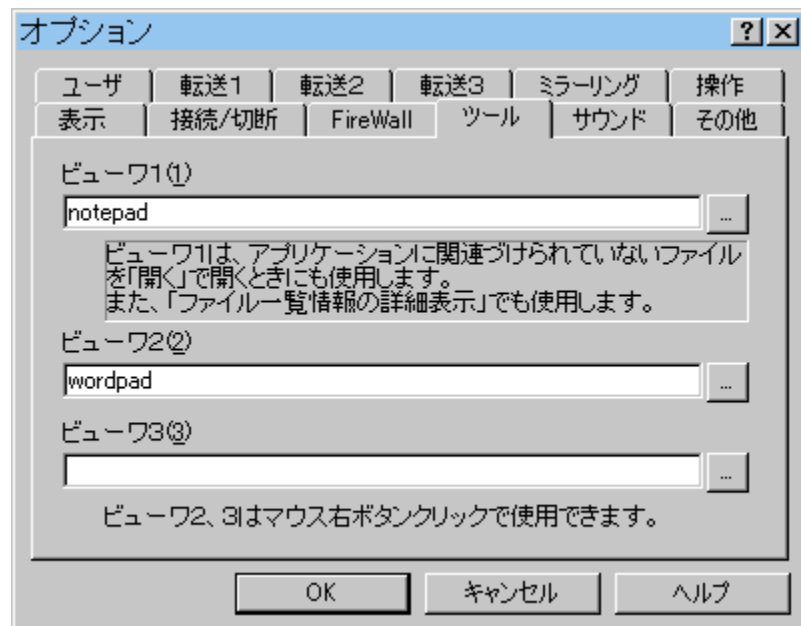 オプション
ユーザ 転送1 転送2 転送3 ミラーリング 操作
表示 接続/切断 FireWall ツール サウンド その他
ビューワ1(1)
notepad ...
ビューワ1は、アプリケーションに関連づけられていないファイル
を「開く」で開くときにも使用します。
また、「ファイル一覧情報の詳細表示」でも使用します。
ビューワ2(2)
wordpad ...
ビューワ3(3)
...
ビューワ2、3はマウス右ボタンクリックで使用できます。
OK キャンセル ヘルプ